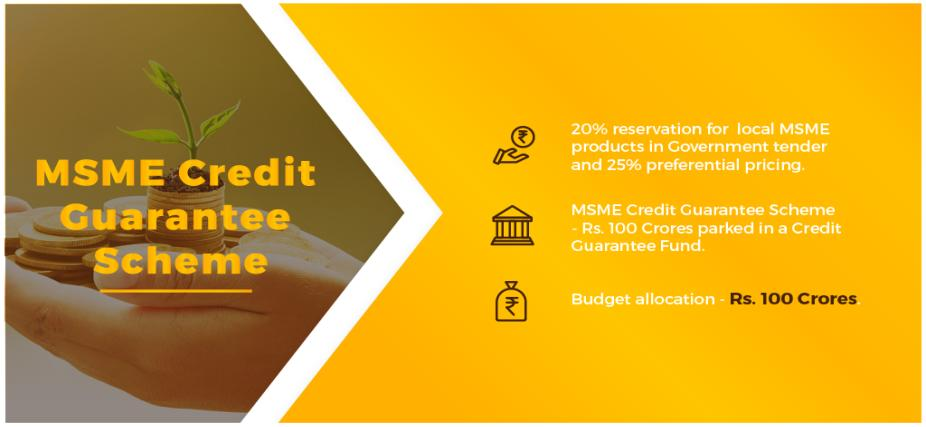 MSME Credit
Guarantee
Scheme
20% reservation for local MSME
products in Government tender
and 25% preferential pricing.
MSME Credit Guarantee Scheme
- Rs. 100 Crores parked in a Credit
Guarantee Fund.
Budget allocation - Rs. 100 Crores.